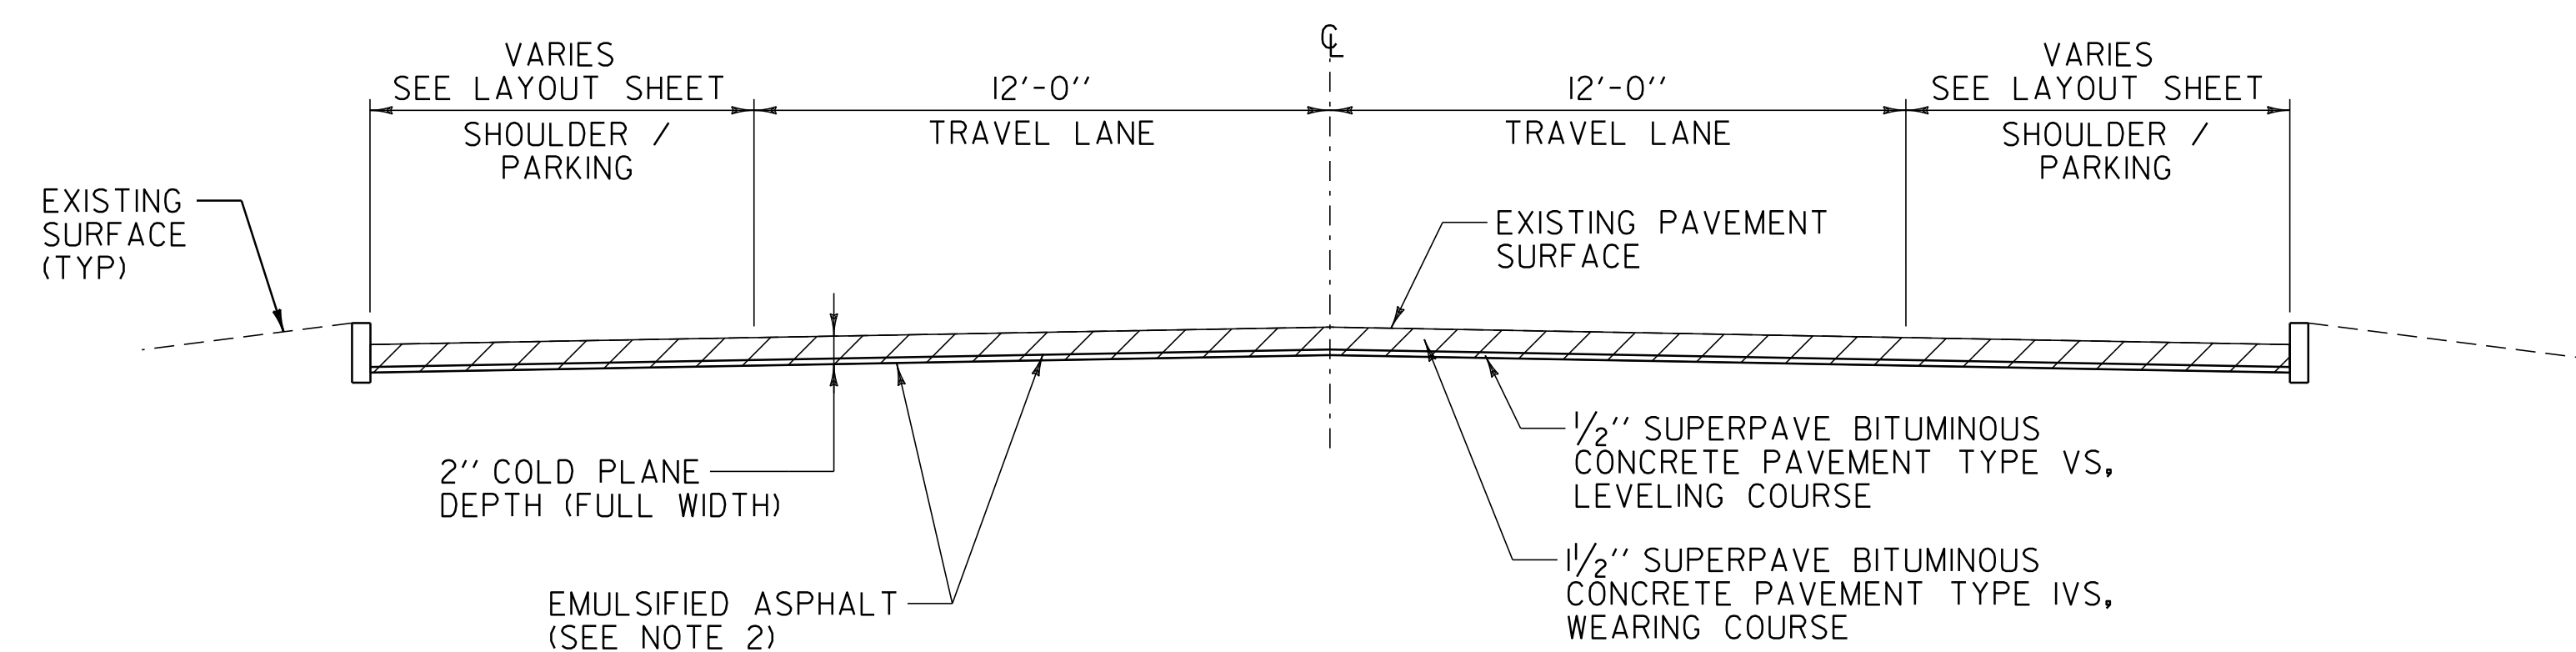 ℄
VARIES
SEE LAYOUT SHEET
SHOULDER /
PARKING
12'-0"
TRAVEL LANE
12'-0"
TRAVEL LANE
VARIES
SEE LAYOUT SHEET
SHOULDER /
PARKING
EXISTING
SURFACE
(TYP)
EXISTING PAVEMENT
SURFACE
2" COLD PLANE
DEPTH (FULL WIDTH)
1/2" SUPERPAVE BITUMINOUS
CONCRETE PAVEMENT TYPE VS,
LEVELING COURSE
EMULSIFIED ASPHALT
(SEE NOTE 2)
1 1/2" SUPERPAVE BITUMINOUS
CONCRETE PAVEMENT TYPE IVS,
WEARING COURSE